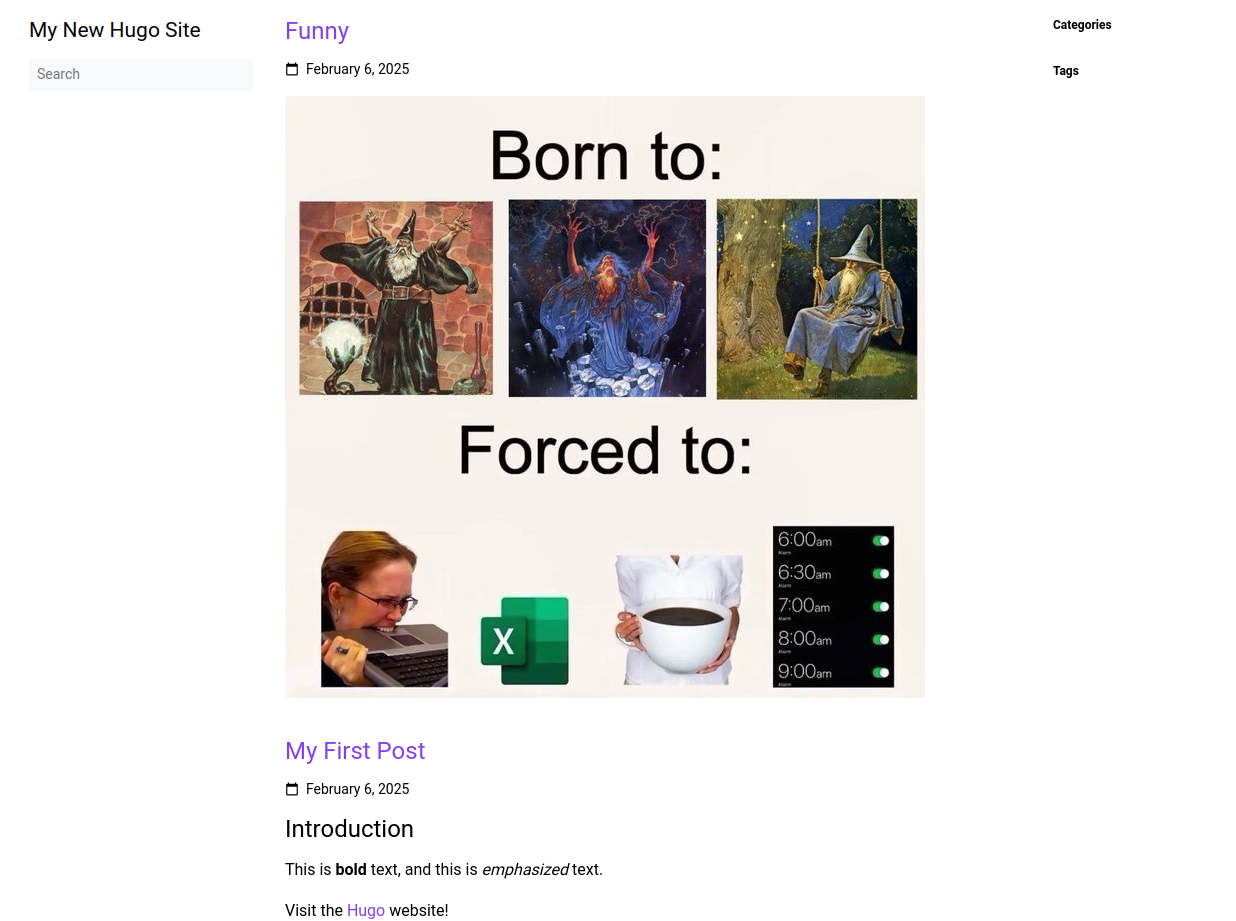 My New Hugo Site
Search
Funny
February 6, 2025
Born to:
Forced to:
X
6:00am
Alarm
6:30am
Alarm
7:00am
Alarm
8:00am
Alarm
9:00am
Alarm
My First Post
February 6, 2025
Introduction
This is bold text, and this is emphasized text.
Visit the Hugo website!
Categories
Tags